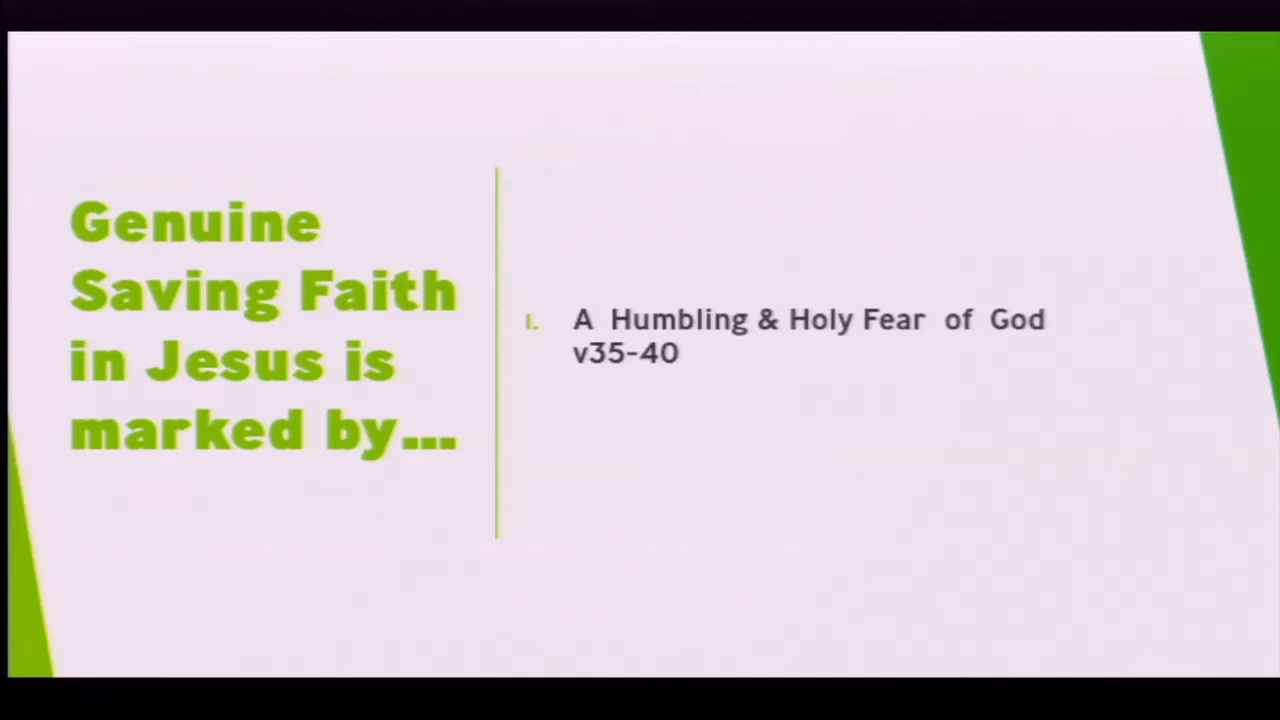 Genuine
Saving Faith
in Jesus is
marked by...
I. A Humbling & Holy Fear of God
v35-40